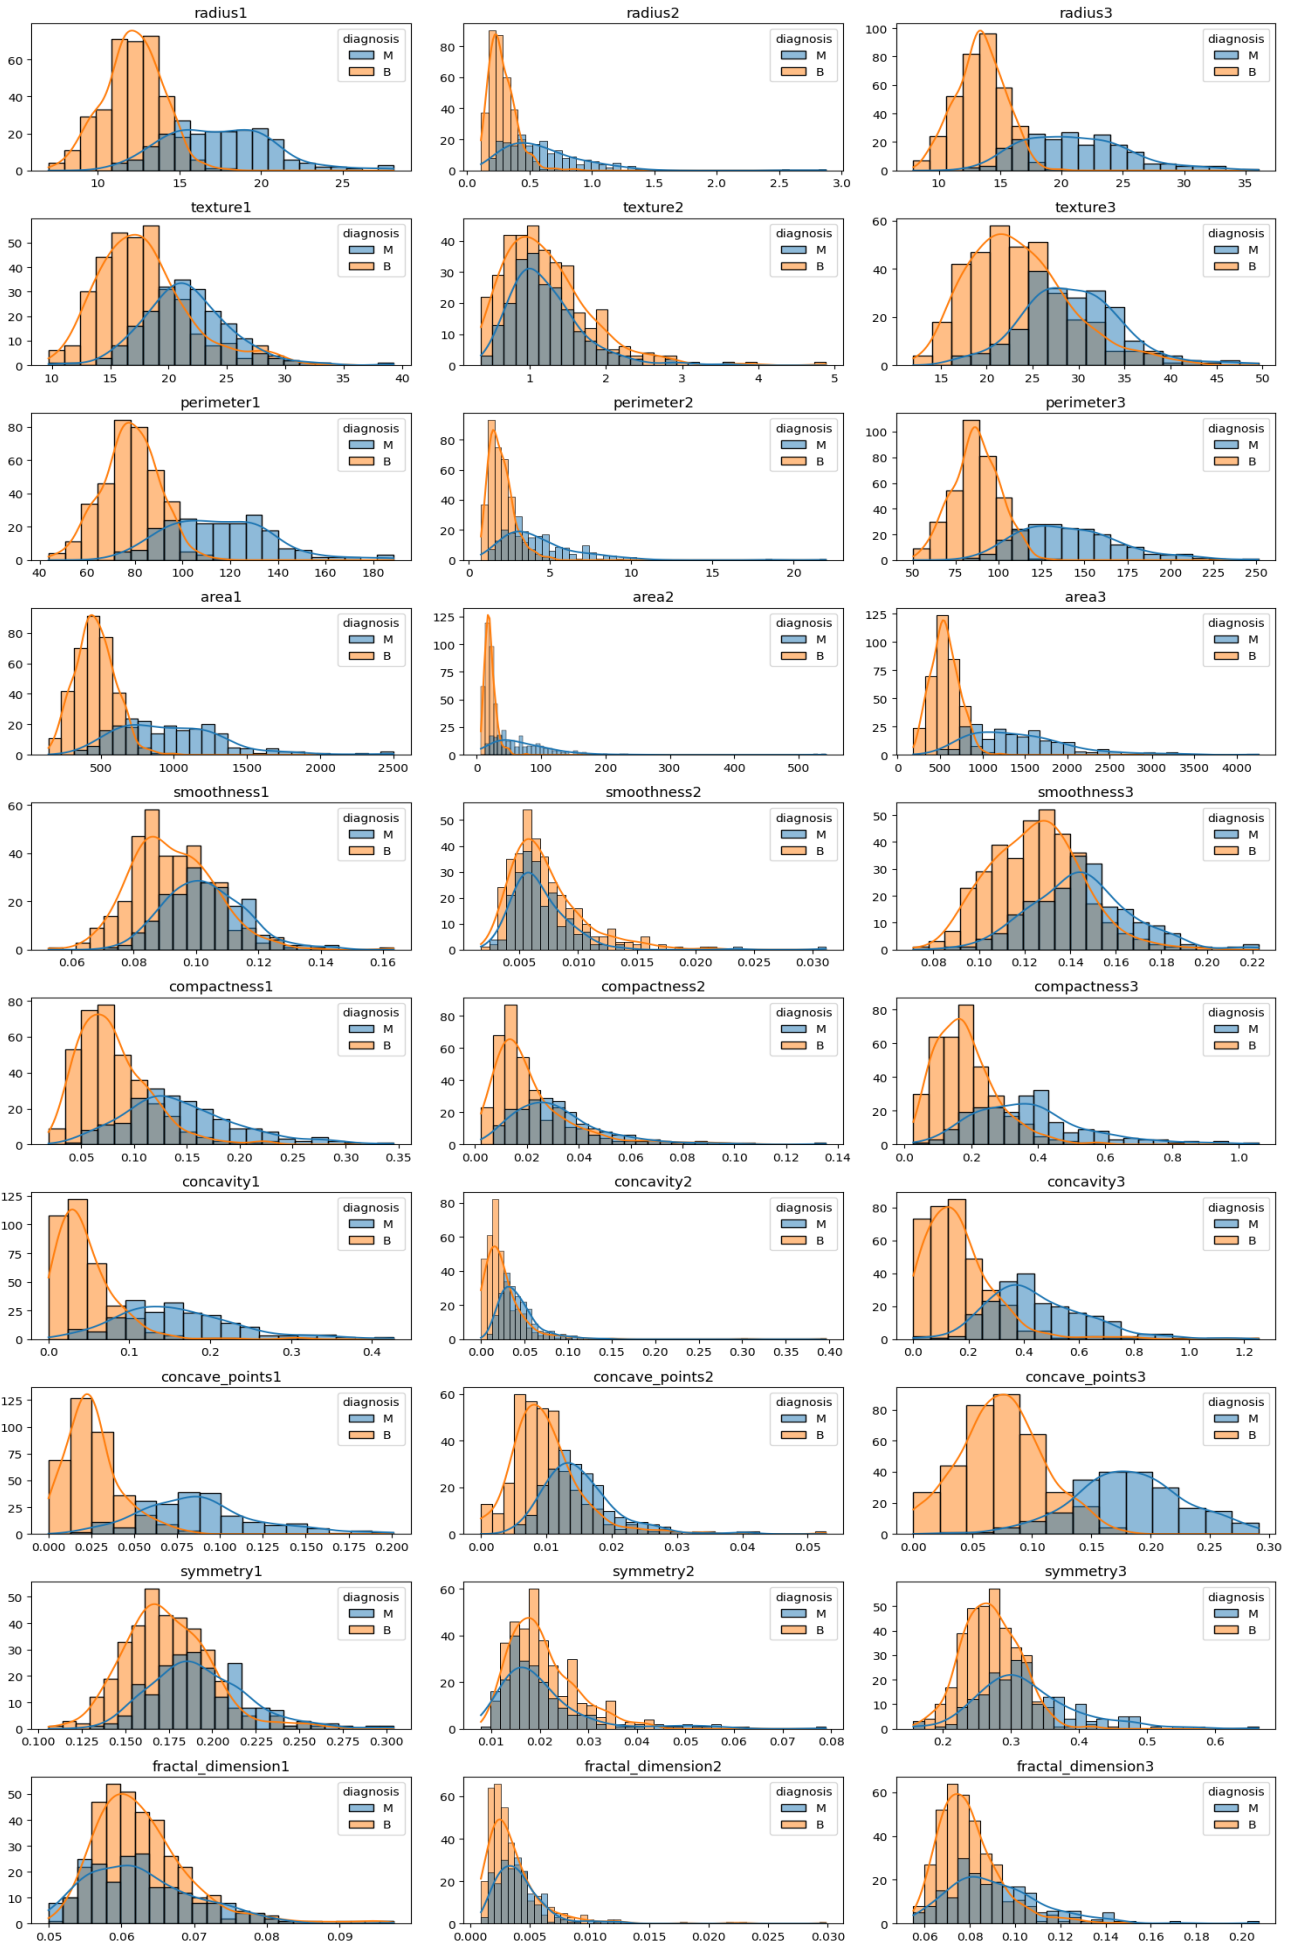 radius1
diagnosis
M
B
60
40
20
0
10 15 20 25
radius2
diagnosis
M
B
80
60
40
20
0
0.0 0.5 1.0 1.5 2.0 2.5 3.0
radius3
diagnosis
M
B
100
80
60
40
20
0
10 15 20 25 30 35
texture1
diagnosis
M
B
50
40
30
20
10
0
10 15 20 25 30 35 40
texture2
diagnosis
M
B
40
30
20
10
0
1 2 3 4 5
texture3
diagnosis
M
B
60
40
20
0
15 20 25 30 35 40 45 50
perimeter1
diagnosis
M
B
80
60
40
20
0
40 60 80 100 120 140 160 180
perimeter2
diagnosis
M
B
80
60
40
20
0
0 5 10 15 20
perimeter3
diagnosis
M
B
100
80
60
40
20
0
50 75 100 125 150 175 200 225 250
area1
diagnosis
M
B
80
60
40
20
0
500 1000 1500 2000 2500
area2
diagnosis
M
B
125
100
75
50
25
0
0 100 200 300 400 500
area3
diagnosis
M
B
125
100
75
50
25
0
0 500 1000 1500 2000 2500 3000 3500 4000
smoothness1
diagnosis
M
B
60
40
20
0
0.06 0.08 0.10 0.12 0.14 0.16
smoothness2
diagnosis
M
B
50
40
30
20
10
0
0.005 0.010 0.015 0.020 0.025 0.030
smoothness3
diagnosis
M
B
50
40
30
20
10
0
0.08 0.10 0.12 0.14 0.16 0.18 0.20 0.22
compactness1
diagnosis
M
B
80
60
40
20
0
0.05 0.10 0.15 0.20 0.25 0.30 0.35
compactness2
diagnosis
M
B
80
60
40
20
0
0.00 0.02 0.04 0.06 0.08 0.10 0.12 0.14
compactness3
diagnosis
M
B
80
60
40
20
0
0.0 0.2 0.4 0.6 0.8 1.0
concavity1
diagnosis
M
B
125
100
75
50
25
0
0.0 0.1 0.2 0.3 0.4
concavity2
diagnosis
M
B
80
60
40
20
0
0.00 0.05 0.10 0.15 0.20 0.25 0.30 0.35 0.40
concavity3
diagnosis
M
B
80
60
40
20
0
0.0 0.2 0.4 0.6 0.8 1.0 1.2
concave_points1
diagnosis
M
B
125
100
75
50
25
0
0.000 0.025 0.050 0.075 0.100 0.125 0.150 0.175 0.200
concave_points2
diagnosis
M
B
60
50
40
30
20
10
0
0.00 0.01 0.02 0.03 0.04 0.05
concave_points3
diagnosis
M
B
80
60
40
20
0
0.00 0.05 0.10 0.15 0.20 0.25 0.30
symmetry1
diagnosis
M
B
50
40
30
20
10
0
0.100 0.125 0.150 0.175 0.200 0.225 0.250 0.275 0.300
symmetry2
diagnosis
M
B
60
40
20
0
0.01 0.02 0.03 0.04 0.05 0.06 0.07 0.08
symmetry3
diagnosis
M
B
50
40
30
20
10
0
0.2 0.3 0.4 0.5 0.6
fractal_dimension1
diagnosis
M
B
50
40
30
20
10
0
0.05 0.06 0.07 0.08 0.09
fractal_dimension2
diagnosis
M
B
60
40
20
0
0.000 0.005 0.010 0.015 0.020 0.025 0.030
fractal_dimension3
diagnosis
M
B
60
40
20
0
0.06 0.08 0.10 0.12 0.14 0.16 0.18 0.20